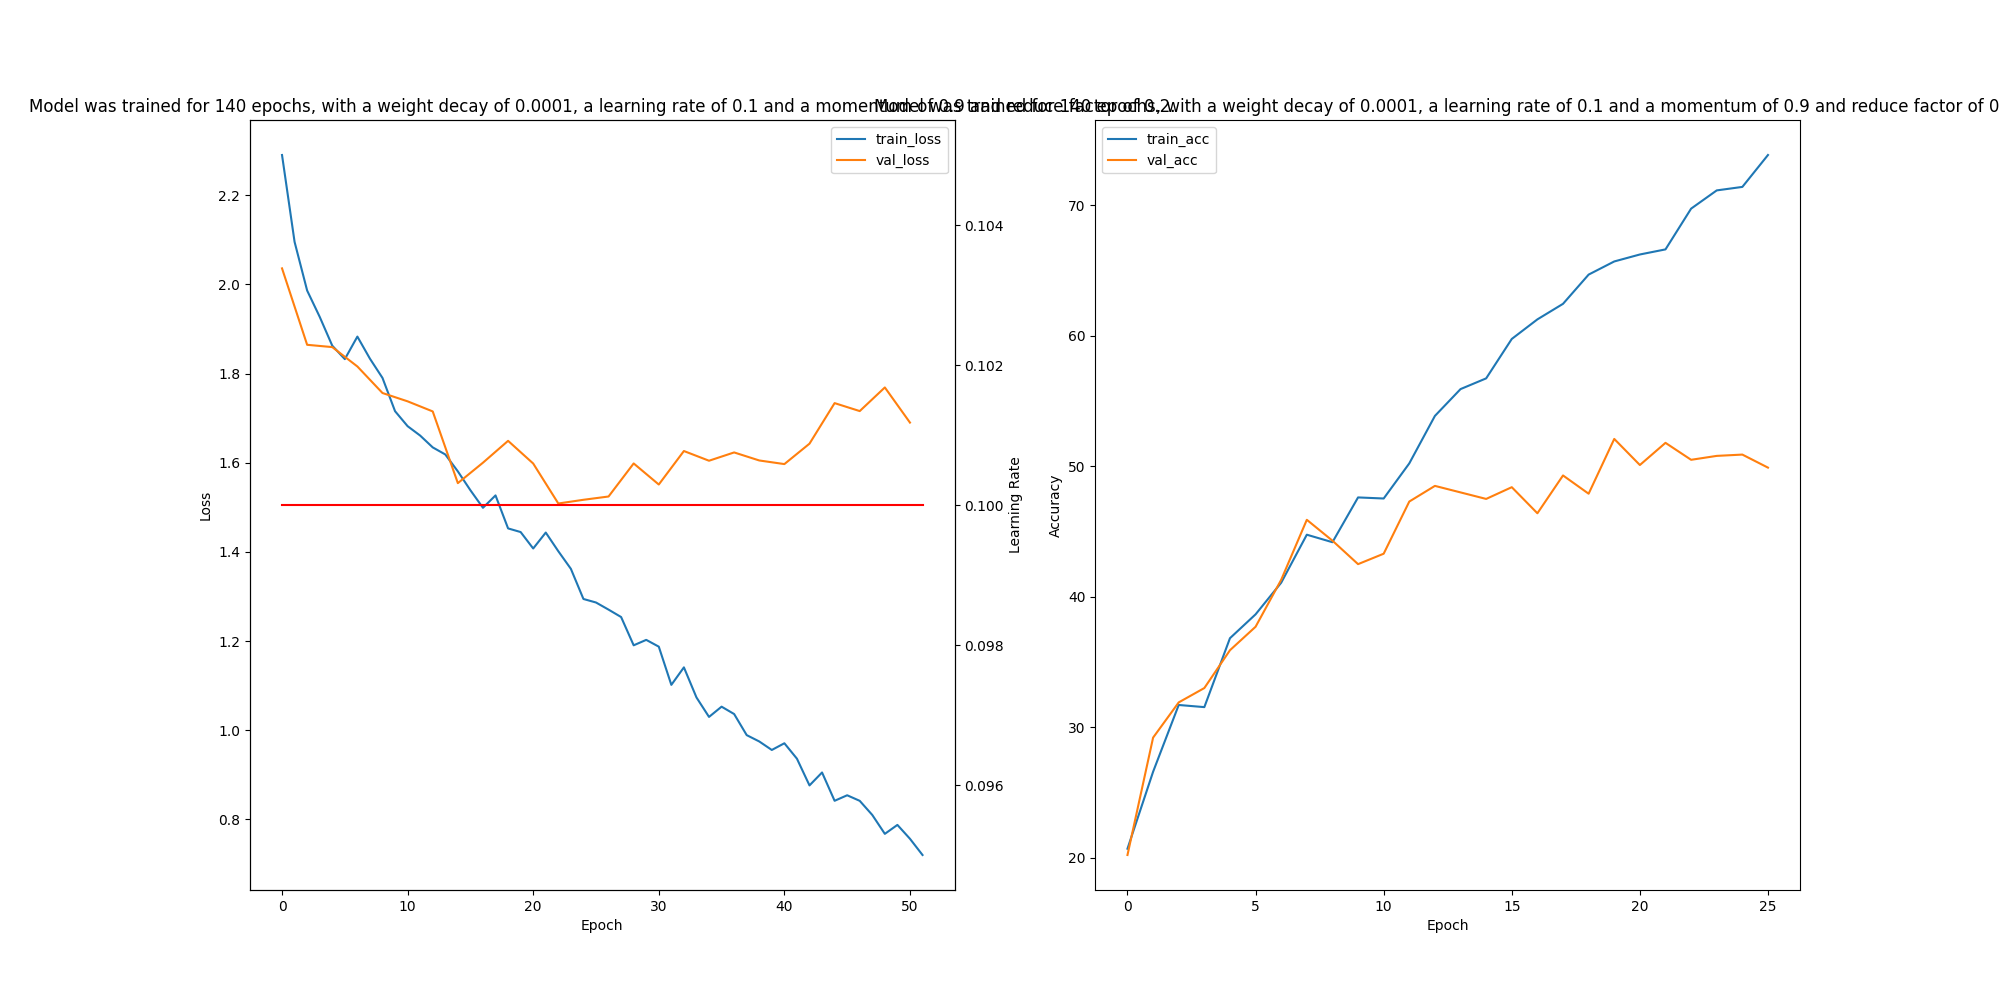 Model was trained for 140 epochs, with a weight decay of 0.0001, a learning rate of 0.1 and a momentum of 0.9 and reduce factor of 0.2.
Model was trained for 140 epochs, with a weight decay of 0.0001, a learning rate of 0.1 and a momentum of 0.9 and reduce factor of 0
train_loss
val_loss
2.2
2.0
1.8
1.6
1.4
1.2
1.0
0.8
Loss
0.104
0.102
0.100
0.098
0.096
Learning Rate
0 10 20 30 40 50
Epoch
train_acc
val_acc
70
60
50
40
30
20
Accuracy
0 5 10 15 20 25
Epoch